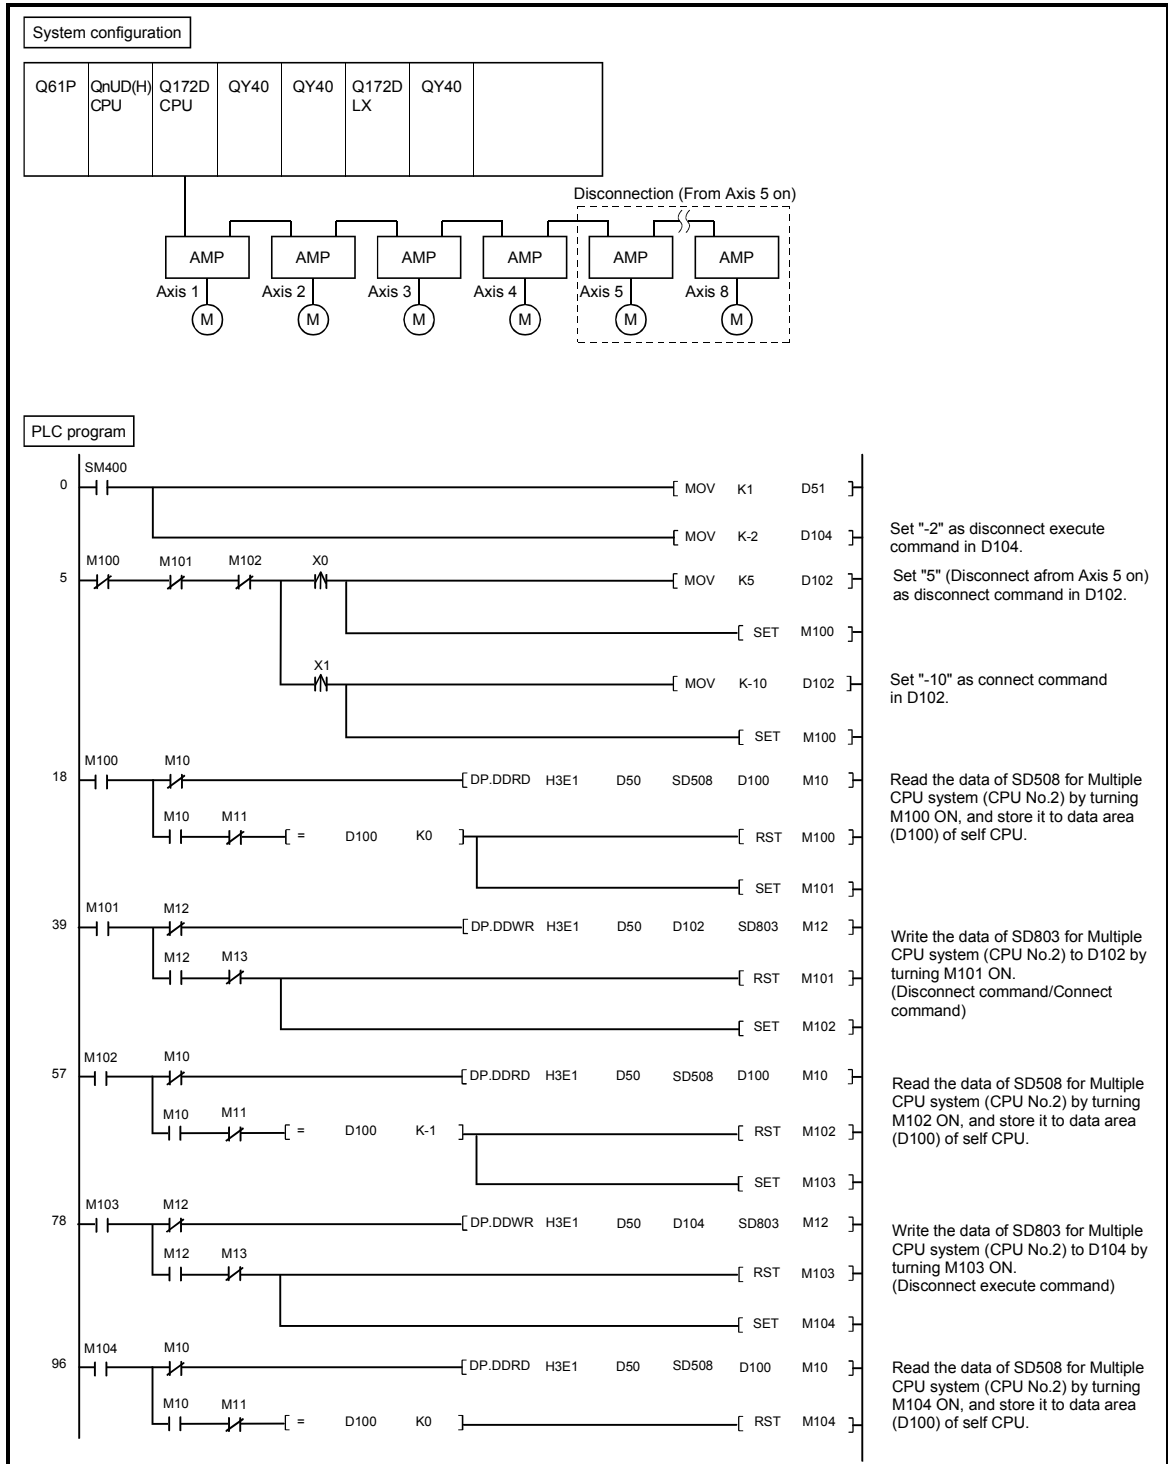 System configuration
Q61P QnUD(H) CPU Q172D CPU QY40 QY40 Q172D LX QY40
Disconnection (From Axis 5 on)
AMP AMP AMP AMP AMP AMP
Axis 1 Axis 2 Axis 3 Axis 4 Axis 5 Axis 8
M M M M M M
PLC program
SM400
0 MOV K1 D51
MOV K-2 D104
Set "-2" as disconnect execute
command in D104.
M100 M101 M102 X0
5 MOV K5 D102
Set "5" (Disconnect afrom Axis 5 on)
as disconnect command in D102.
SET M100
X1
MOV K-10 D102
Set "-10" as connect command
in D102.
SET M100
M100 M10
18 DP.DDRD H3E1 D50 SD508 D100 M10
Read the data of SD508 for Multiple
CPU system (CPU No.2) by turning
M100 ON, and store it to data area
(D100) of self CPU.
M10 M11
= D100 K0 RST M100
SET M101
M101 M12
39 DP.DDWR H3E1 D50 D102 SD803 M12
Write the data of SD803 for Multiple
CPU system (CPU No.2) to D102 by
turning M101 ON.
(Disconnect command/Connect
command)
M12 M13
RST M101
SET M102
M102 M10
57 DP.DDRD H3E1 D50 SD508 D100 M10
Read the data of SD508 for Multiple
CPU system (CPU No.2) by turning
M102 ON, and store it to data area
(D100) of self CPU.
M10 M11
= D100 K-1 RST M102
SET M103
M103 M12
78 DP.DDWR H3E1 D50 D104 SD803 M12
Write the data of SD803 for Multiple
CPU system (CPU No.2) to D104 by
turning M103 ON.
(Disconnect execute command)
M12 M13
RST M103
SET M104
M104 M10
96 DP.DDRD H3E1 D50 SD508 D100 M10
Read the data of SD508 for Multiple
CPU system (CPU No.2) by turning
M104 ON, and store it to data area
(D100) of self CPU.
M10 M11
= D100 K0 RST M104